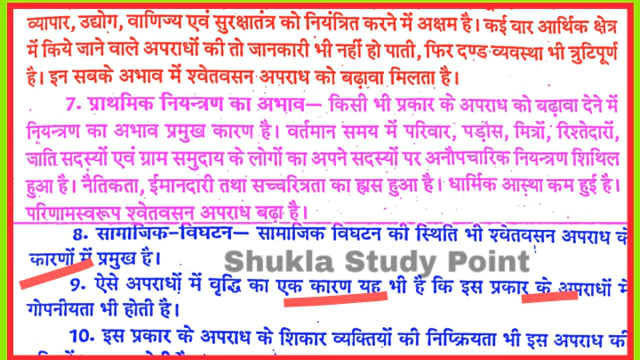 व्यापार, उद्योग, वाणिज्य एवं सुरक्षातंत्र को नियंत्रित करने में अक्षम है। कई वार आर्थिक क्षेत्र
में किये जाने वाले अपराधों की तो जानकारी भी नहीं हो पाती, फिर दण्ड व्यवस्था भी त्रुटिपूर्ण
है। इन सबके अभाव में श्वेतवसन अपराध को बढ़ावा मिलता है।
7. प्राथमिक नियन्त्रण का अभाव— किसी भी प्रकार के अपराध को बढ़ावा देने में
नियन्त्रण का अभाव प्रमुख कारण है। वर्तमान समय में परिवार, पड़ोस, मित्रों, रिश्तेदारों,
जाति सदस्यों एवं ग्राम समुदाय के लोगों का अपने सदस्यों पर अनौपचारिक नियन्त्रण शिथिल
हुआ है। नैतिकता, ईमानदारी तथा सच्चरित्रता का ह्रास हुआ है। धार्मिक आस्था कम हुई है।
परिणामस्वरूप श्वेतवसन अपराध बढ़ा है।
8. सामाजिक-विघटन— सामाजिक विघटन की स्थिति भी श्वेतवसन अपराध के
कारणों में प्रमुख है।
Shukla Study Point
9. ऐसे अपराधों में वृद्धि का एक कारण यह भी है कि इस प्रकार के अपराधों में
गोपनीयता भी होती है।
10. इस प्रकार के अपराध के शिकार व्यक्तियों की निष्क्रियता भी इस अपराध की